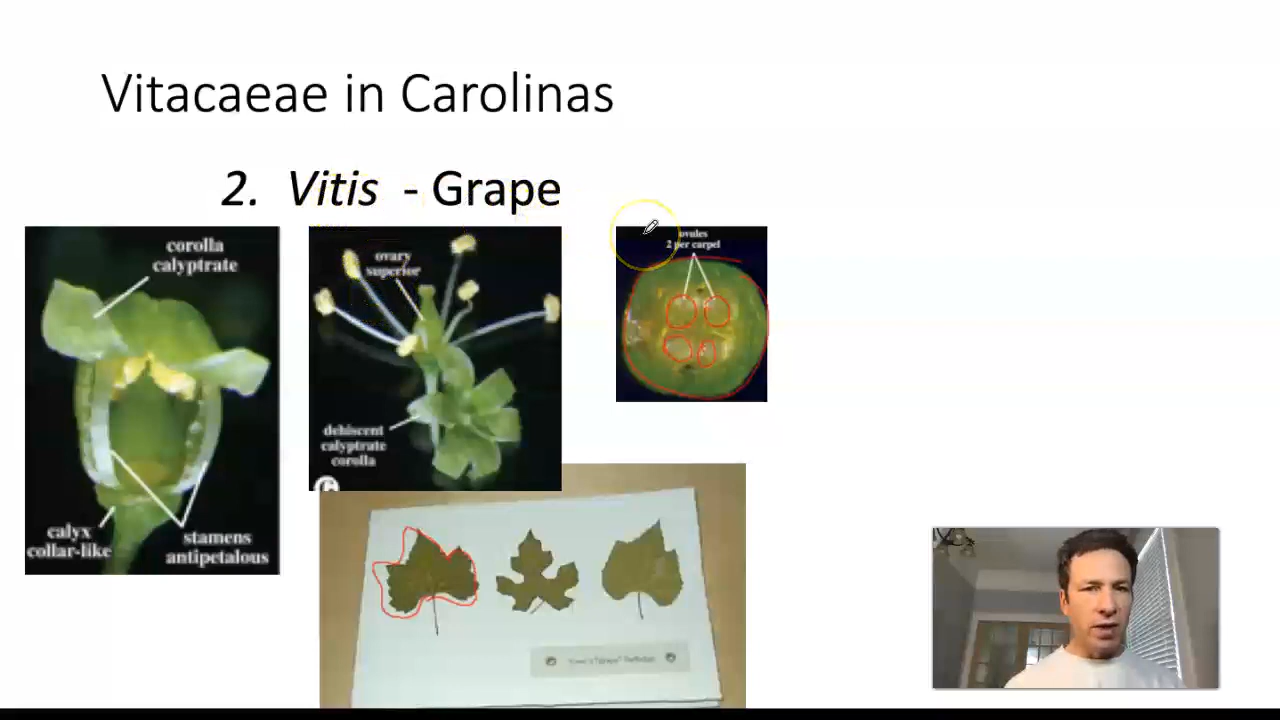 Vitacaeae in Carolinas
2. Vitis - Grape
corolla
calyptrate
calyx
collar-like
stamens
antipetalous
ovary
superior
dehiscent
calyptrate
corolla
ovules
2 per carpel